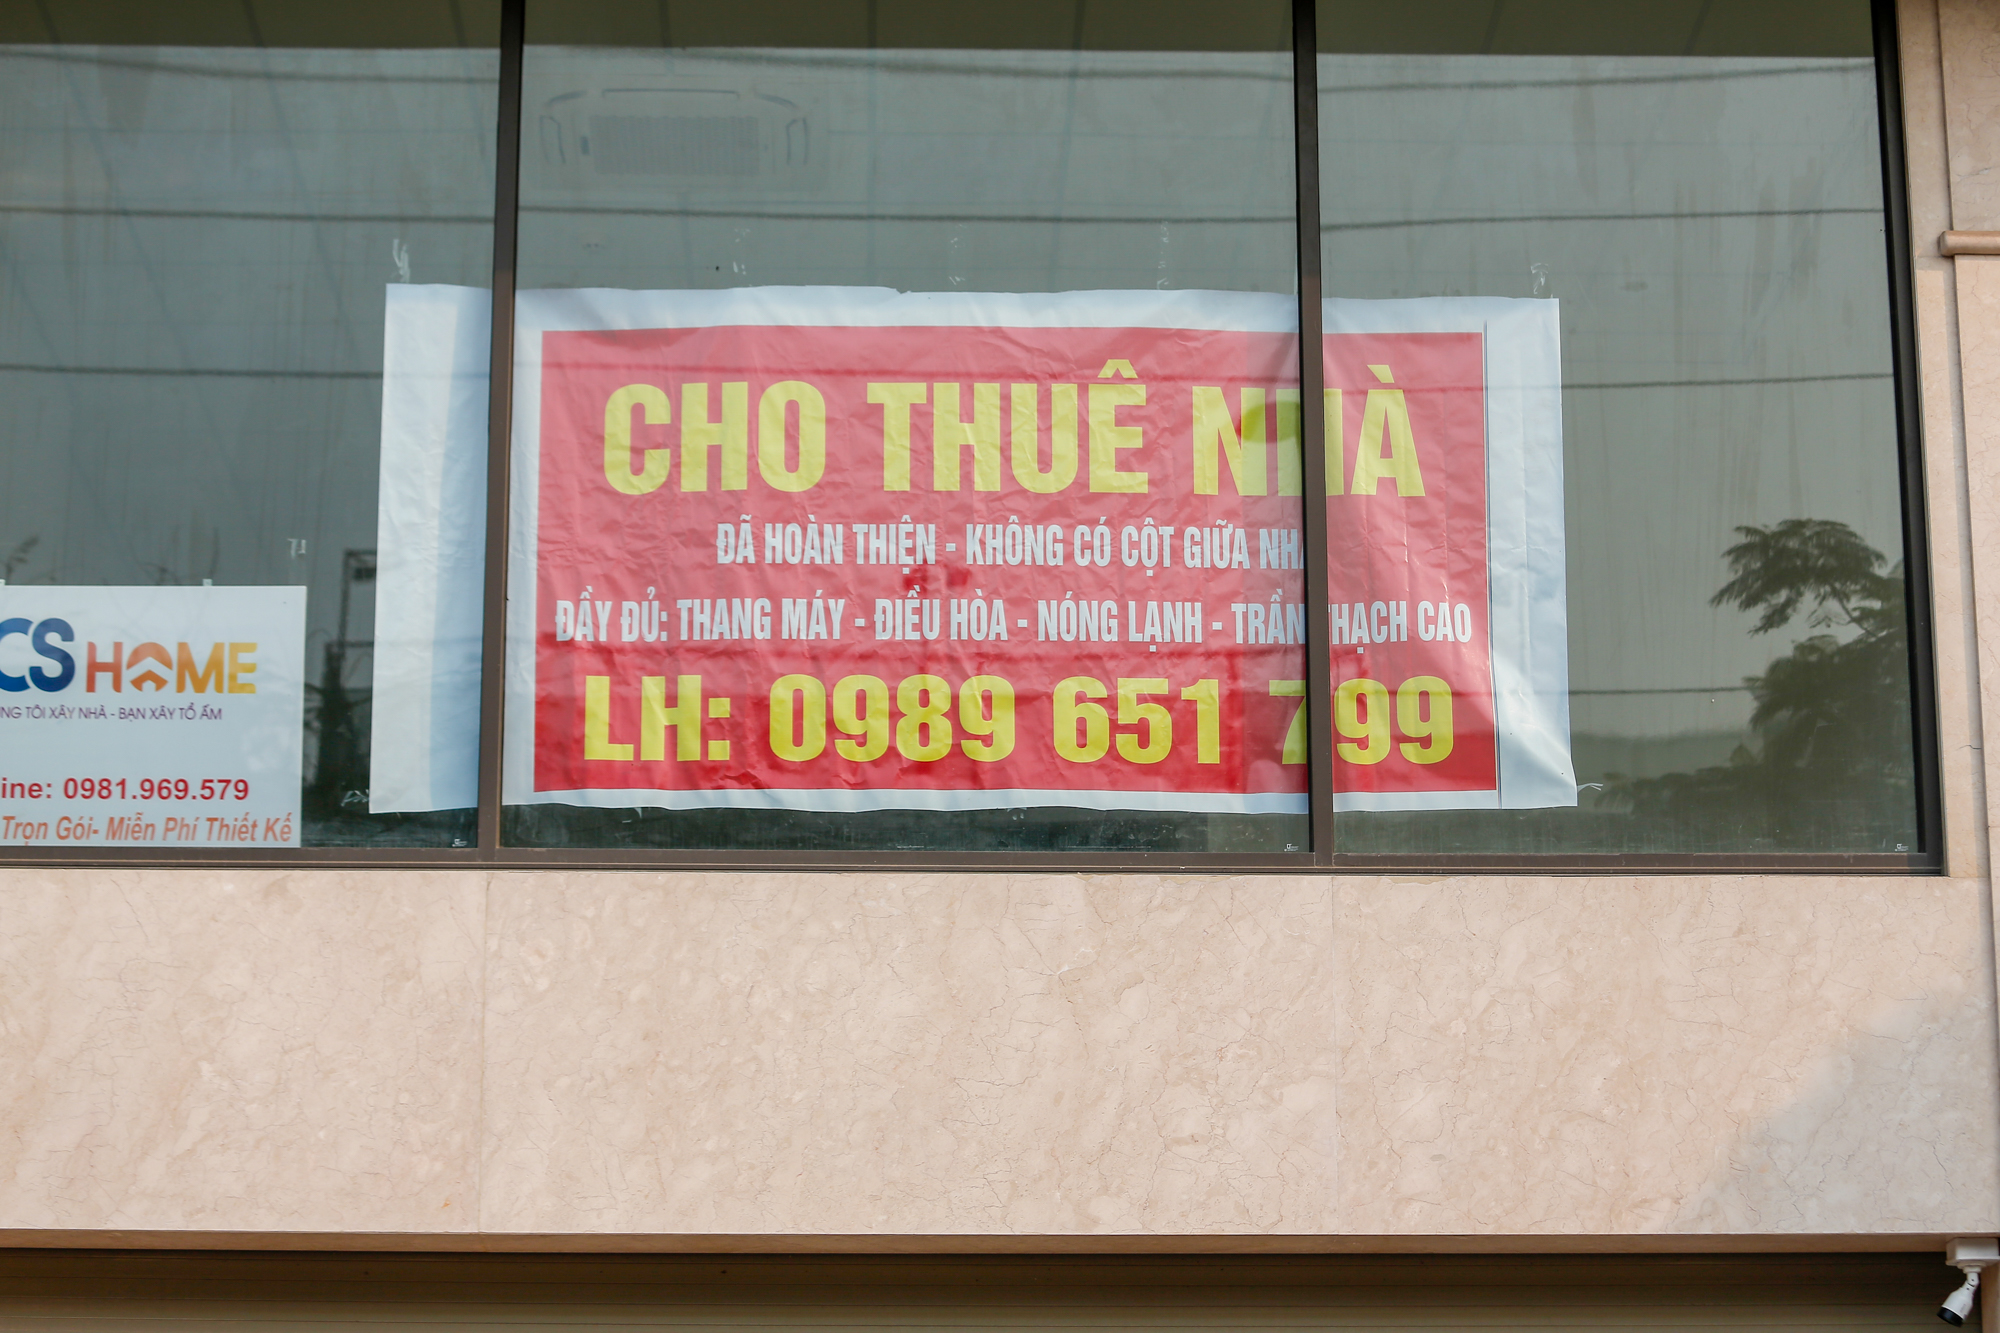 CHO THUÊ NHÀ
ĐÃ HOÀN THIỆN - KHÔNG CÓ CỘT GIỮA NHÀ
ĐẦY ĐỦ: THANG MÁY - ĐIỀU HÒA - NÓNG LẠNH - TRẦN THẠCH CAO
LH: 0989 651 799
CS HOME
NG TÔI XÂY NHÀ - BẠN XÂY TỔ ẤM
ine: 0981.969.579
Trọn Gói- Miễn Phí Thiết Kế